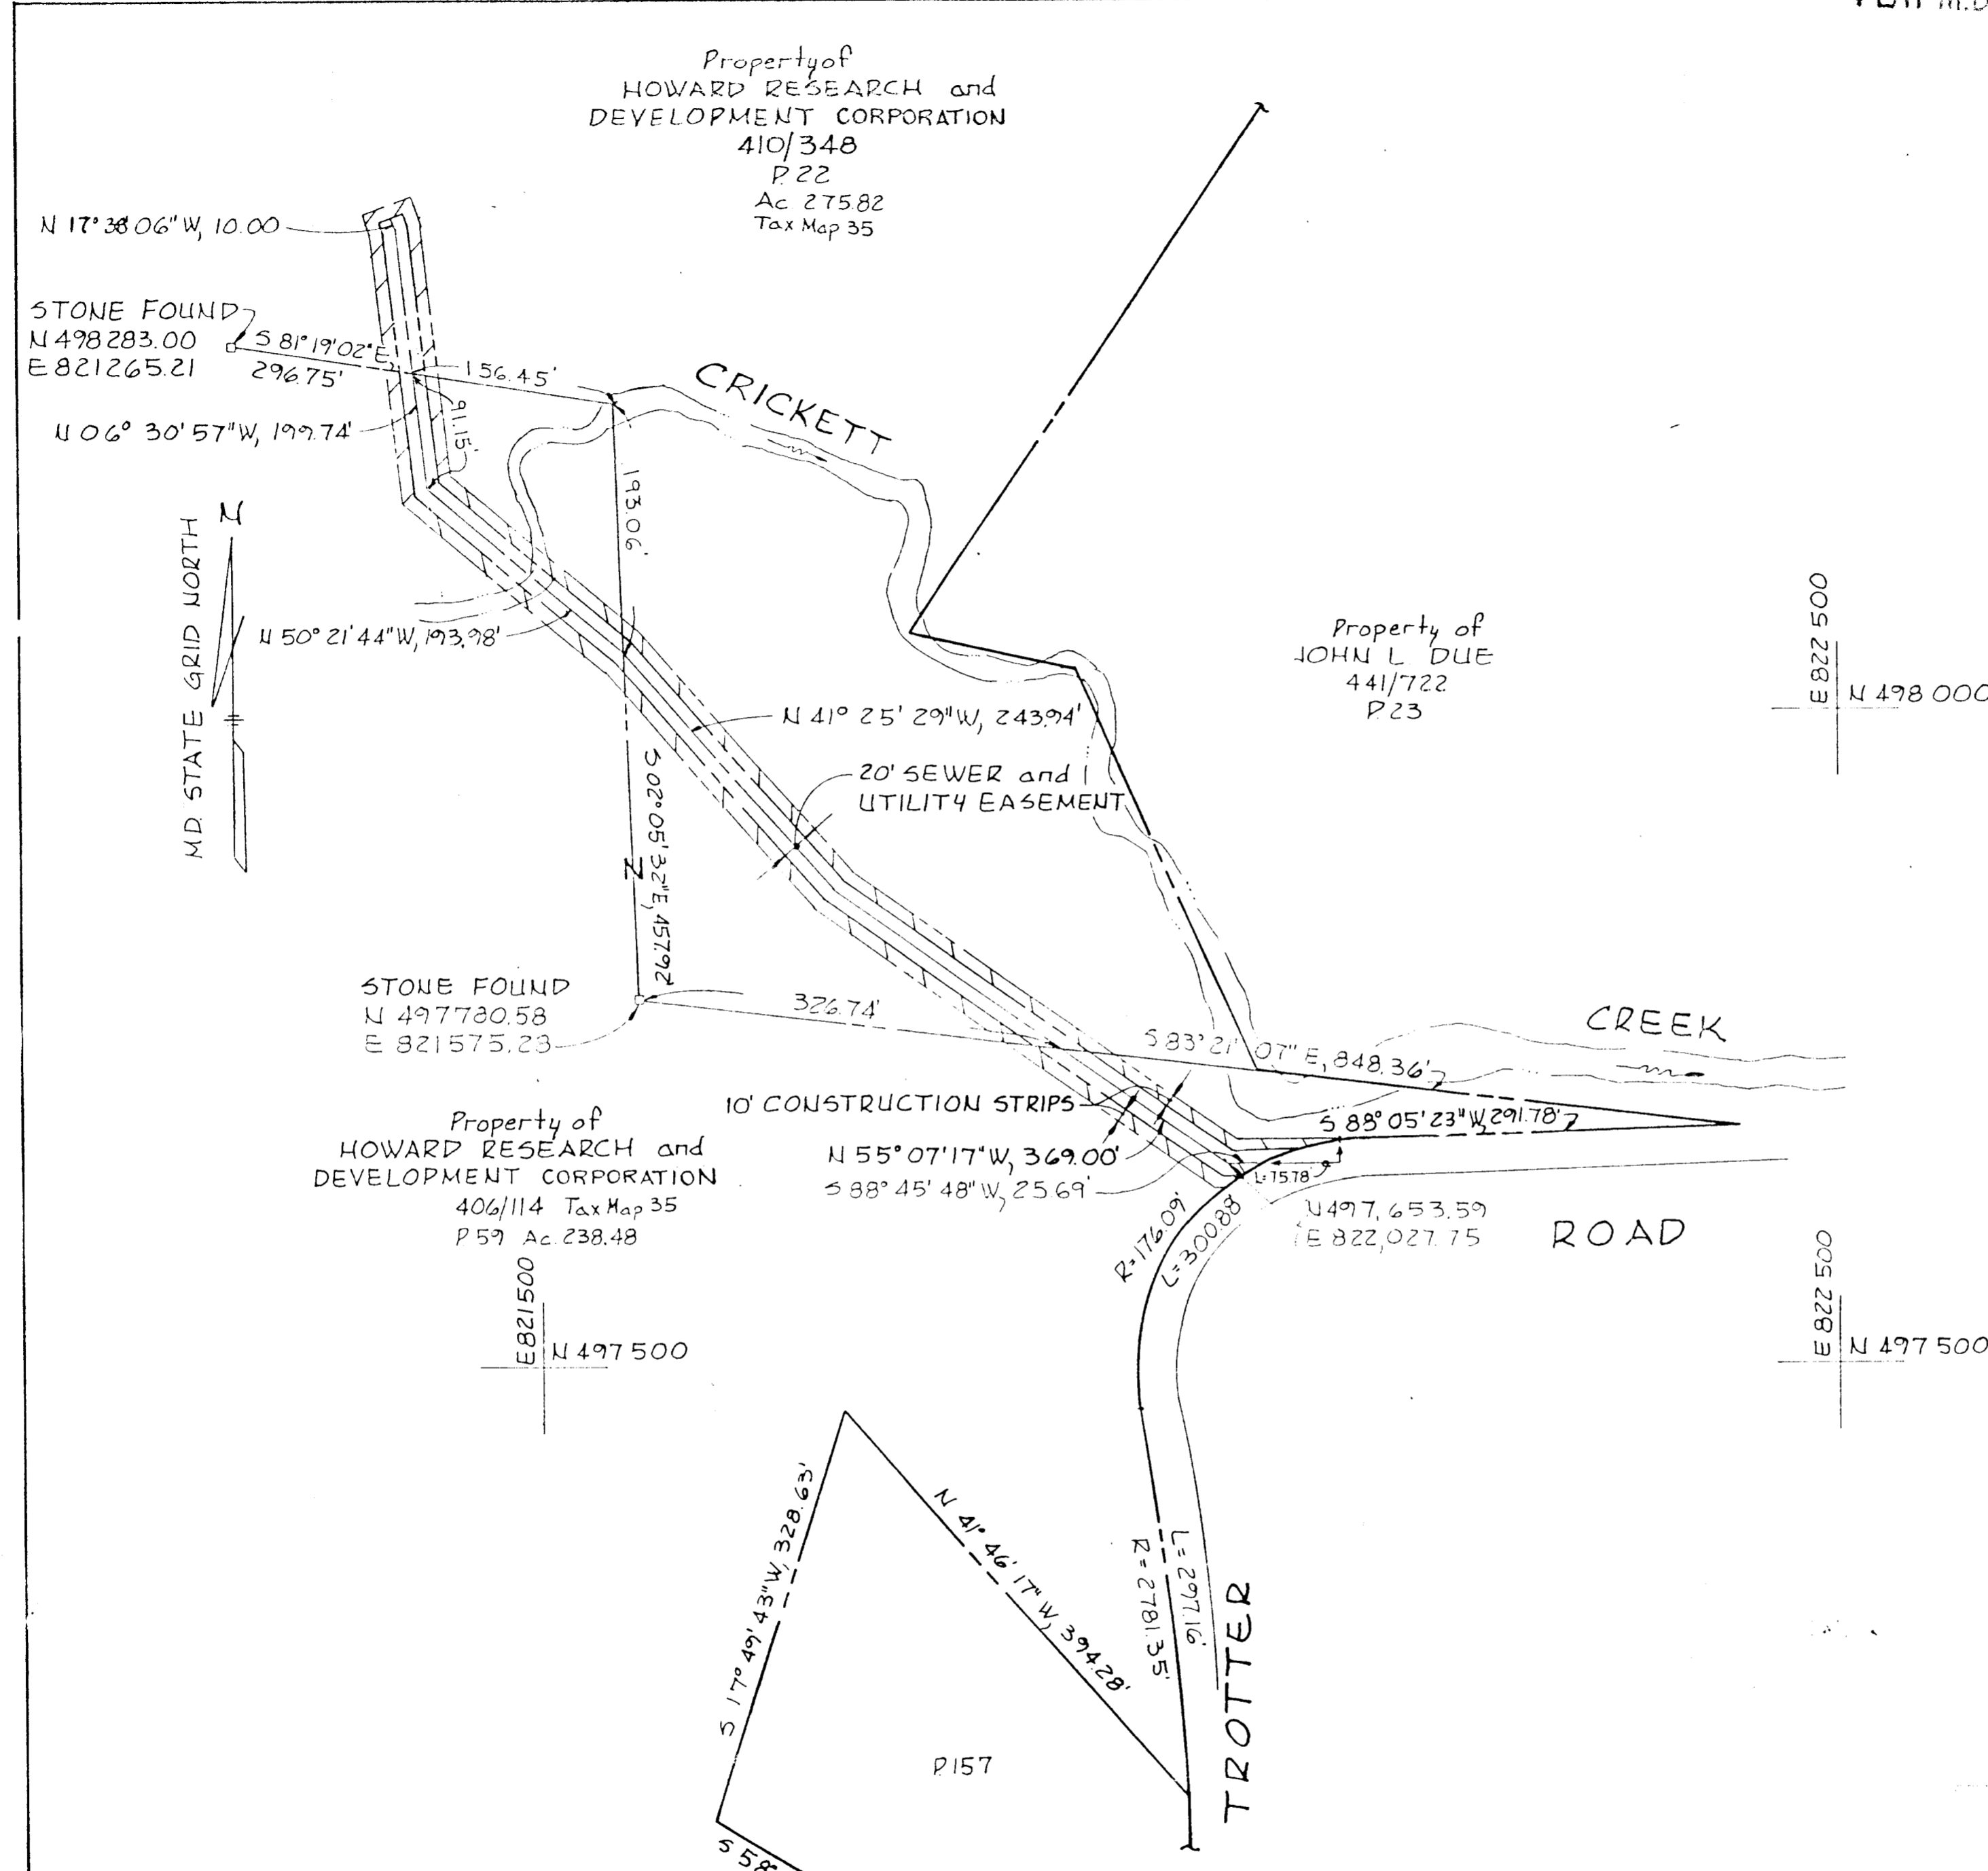 Property of
HOWARD RESEARCH and
DEVELOPMENT CORPORATION
410/348
P. 22
Ac 275.82
Tax Map 35
N 17° 38 06" W, 10.00
STONE FOUND
N 498283.00
E 821265.21
S 81° 19' 02" E,
296.75'
156.45'
N 06° 30' 57" W, 199.74'
91.15'
CRICKETT
193.06'
N
MD. STATE GRID NORTH
N 50° 21' 44" W, 193.98'
Property of
JOHN L DUE
441/722
P. 23
E 822 500
N 498 000
N 41° 25' 29" W, 243.94'
20' SEWER and
UTILITY EASEMENT
S 02° 05' 32" E, 457.92'
Z
STONE FOUND
N 497780.58
E 821575.23
326.74'
S 83° 21' 07" E, 848.36'
CREEK
10' CONSTRUCTION STRIPS
S 88° 05' 23" W, 291.78'
Property of
HOWARD RESEARCH and
DEVELOPMENT CORPORATION
406/114 Tax Map 35
P 59 Ac. 238.48
N 55° 07' 17" W, 369.00'
S 88° 45' 48" W, 25.69'
L=75.78'
R=176.09'
L=300.88'
N 497,653.59
E 822,027.75
ROAD
E 821500
N 497 500
E 822 500
N 497 500
S 17° 49' 43" W, 328.63'
N 41° 46' 17" W, 394.28'
L=297.16'
R=2781.35'
TROTTER
P. 157
S 58°